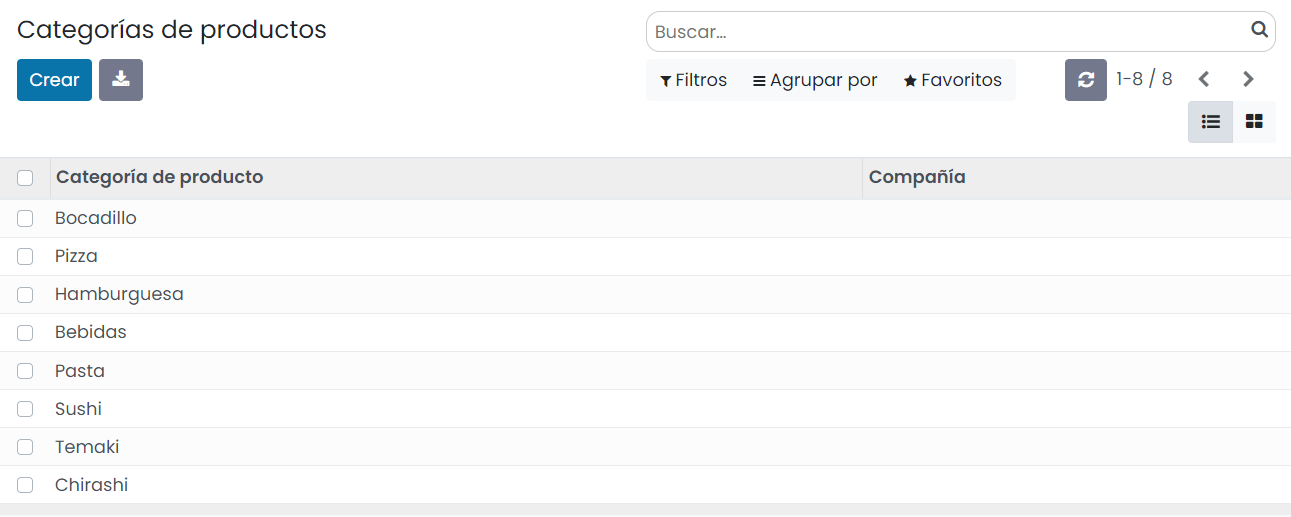 Categorías de productos
Buscar...
Crear
Filtros Agrupar por Favoritos 1-8 / 8
Categoría de producto Compañía
Bocadillo
Pizza
Hamburguesa
Bebidas
Pasta
Sushi
Temaki
Chirashi